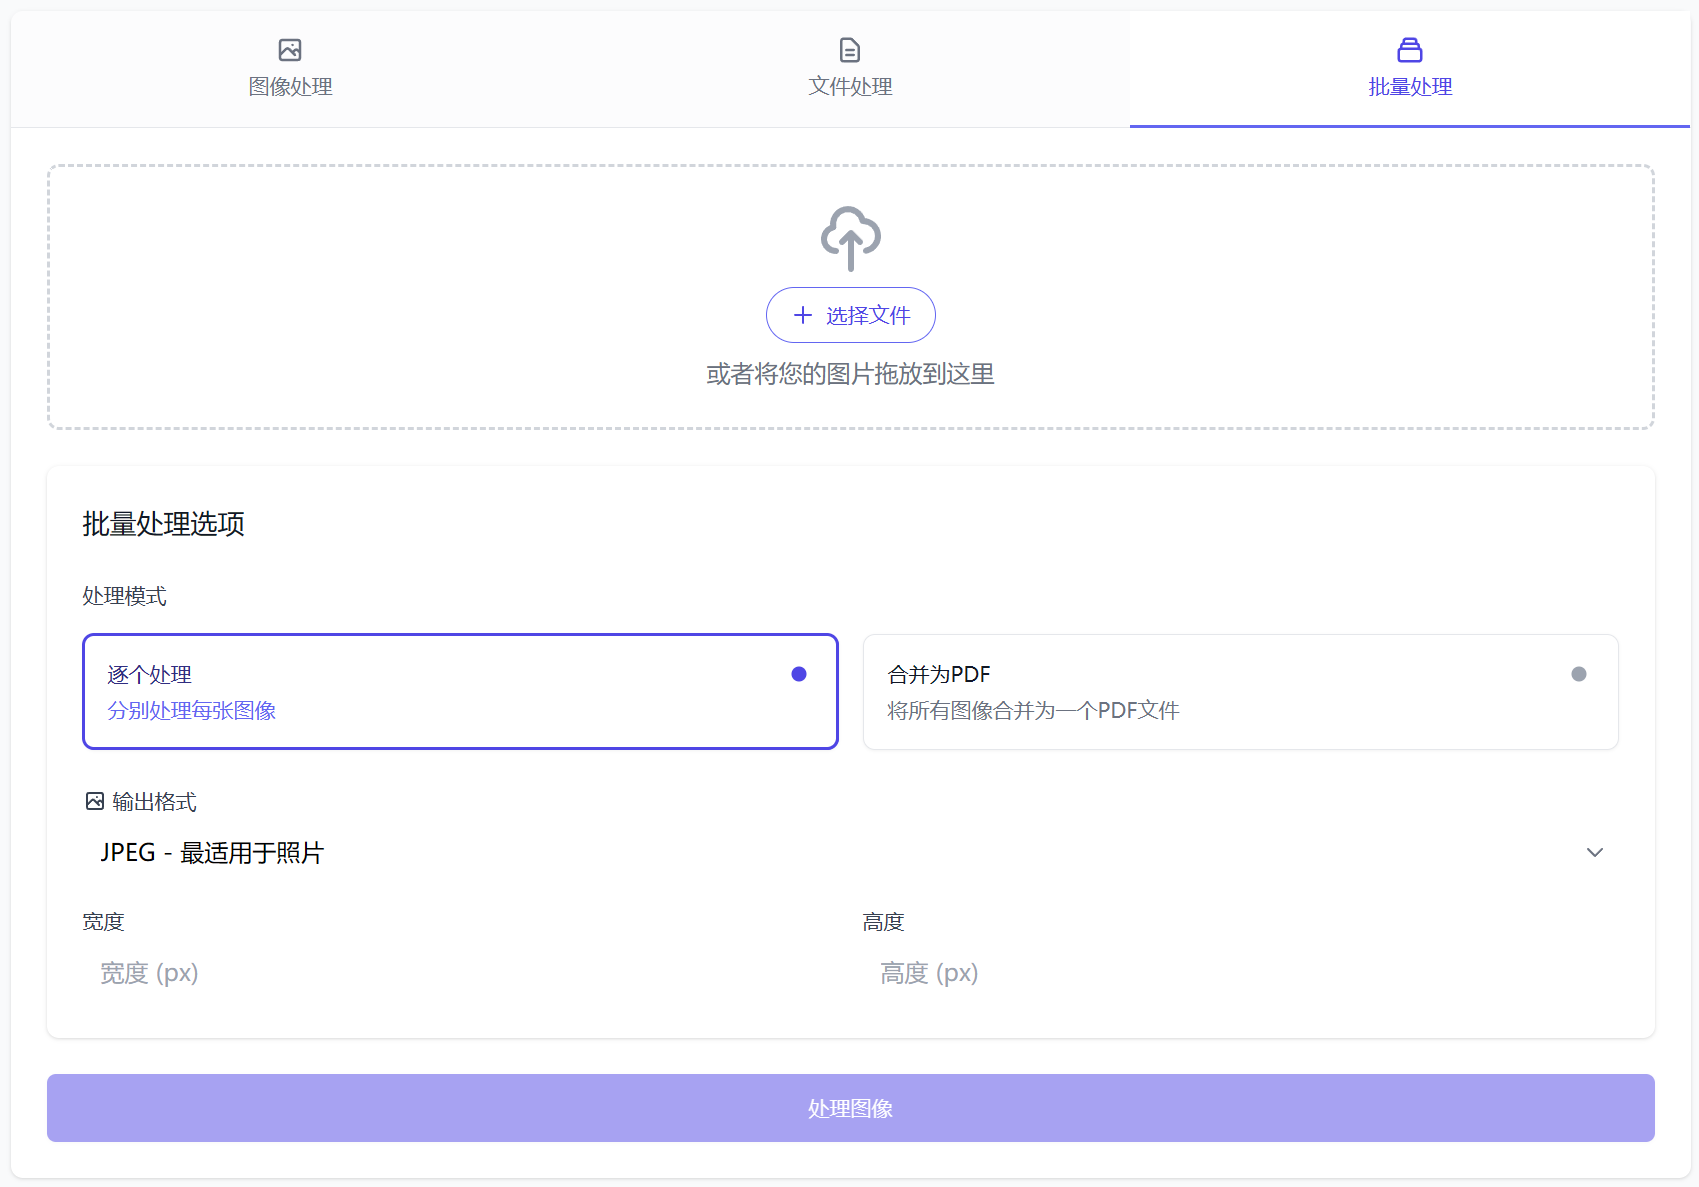 图像处理
文件处理
批量处理
选择文件
或者将您的图片拖放到这里
批量处理选项
处理模式
逐个处理
分别处理每张图像
合并为PDF
将所有图像合并为一个PDF文件
输出格式
JPEG - 最适用于照片
宽度
高度
宽度 (px)
高度 (px)
处理图像